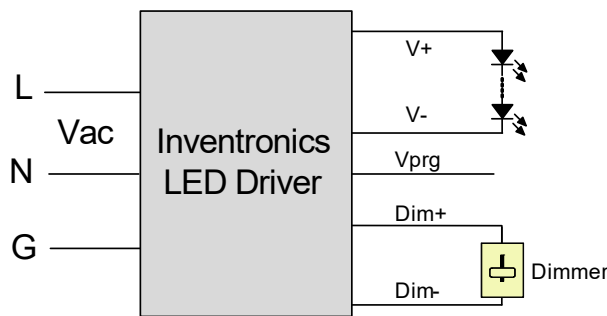 L
Vac
N
G
Inventronics
LED Driver
V+
V-
Vprg
Dim+
Dim-
Dimmer